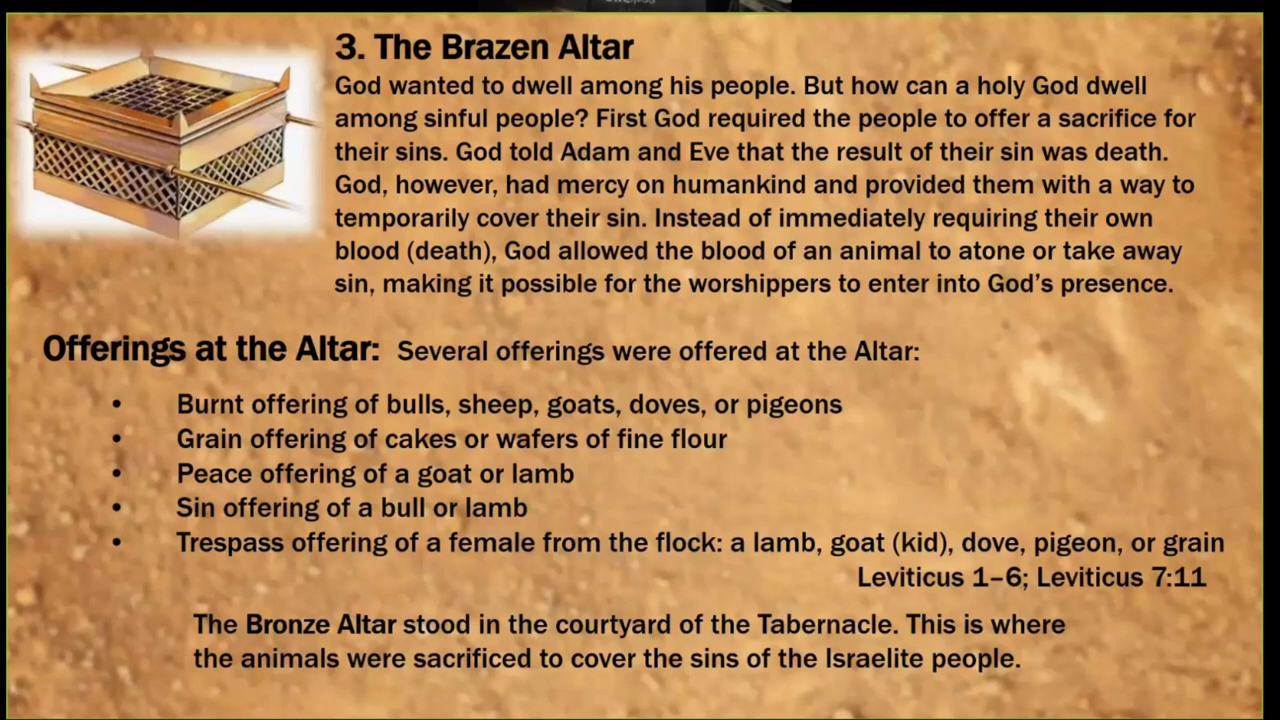 3. The Brazen Altar
God wanted to dwell among his people. But how can a holy God dwell
among sinful people? First God required the people to offer a sacrifice for
their sins. God told Adam and Eve that the result of their sin was death.
God, however, had mercy on humankind and provided them with a way to
temporarily cover their sin. Instead of immediately requiring their own
blood (death), God allowed the blood of an animal to atone or take away
sin, making it possible for the worshippers to enter into God's presence.
Offerings at the Altar: Several offerings were offered at the Altar:
• Burnt offering of bulls, sheep, goats, doves, or pigeons
• Grain offering of cakes or wafers of fine flour
• Peace offering of a goat or lamb
• Sin offering of a bull or lamb
• Trespass offering of a female from the flock: a lamb, goat (kid), dove, pigeon, or grain
Leviticus 1–6; Leviticus 7:11
The Bronze Altar stood in the courtyard of the Tabernacle. This is where
the animals were sacrificed to cover the sins of the Israelite people.